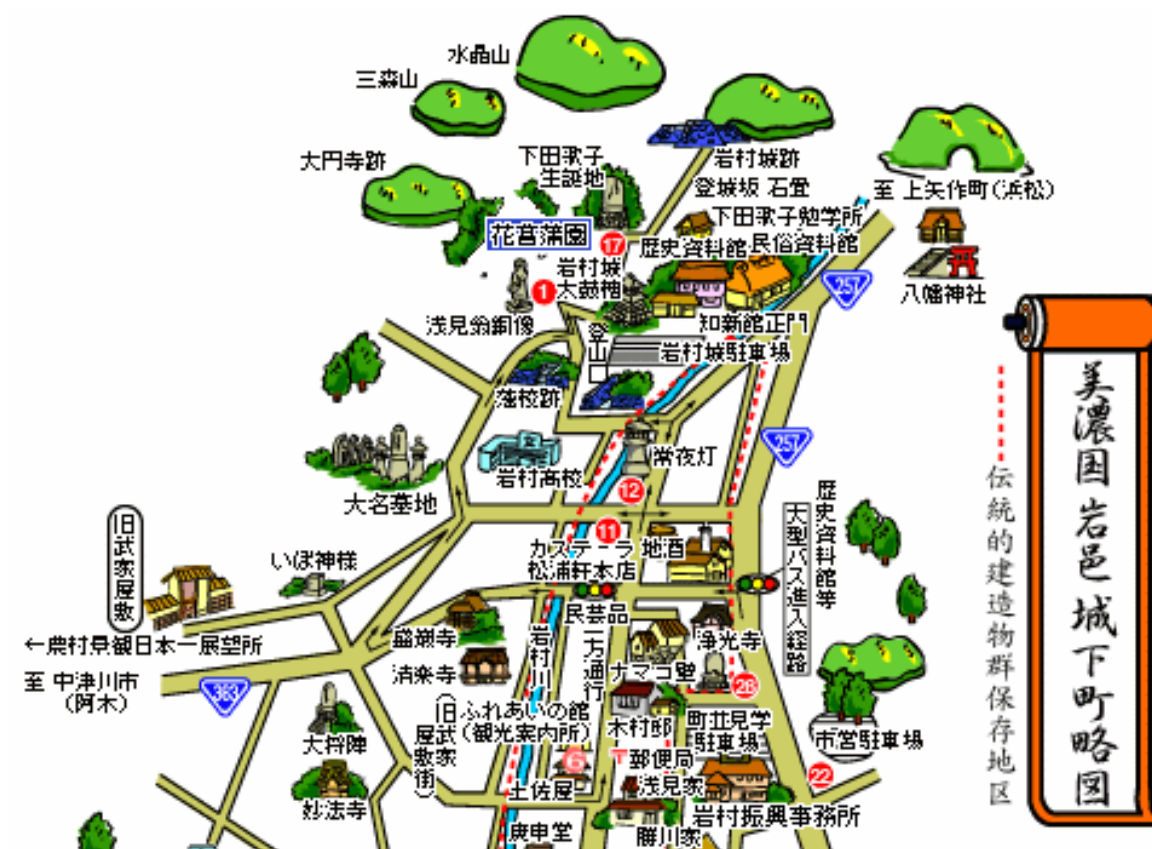 水晶山
三森山
大円寺跡
下田歌子
生誕地
岩村城跡
登城坂 石畳
至 上矢作町(浜松)
花菖蒲園
17
下田歌子勉学所
歴史資料館
民俗資料館
岩村城
太鼓櫓
1
257
八幡神社
浅見翁銅像
知新館正門
登山口
岩村城駐車場
藩校跡
257
常夜灯
岩村高校
大名墓地
12
11
カステーラ
松浦軒本店
地酒
歴史資料館等
大型バス進入経路
旧武家屋敷
いぼ神様
民芸品
盛巌寺
岩村川
一方通行
浄光寺
←農村景観日本一展望所
清楽寺
ナマコ壁
至 中津川市
(阿木)
363
28
旧武家屋敷街
ふれあいの館
(観光案内所)
木村邸
町並見学
駐車場
市営駐車場
大将陣
6
〒郵便局
22
妙法寺
土佐屋
浅見家
岩村振興事務所
庚申堂
勝川家
美濃国岩邑城下町略図
伝統的建造物群保存地区